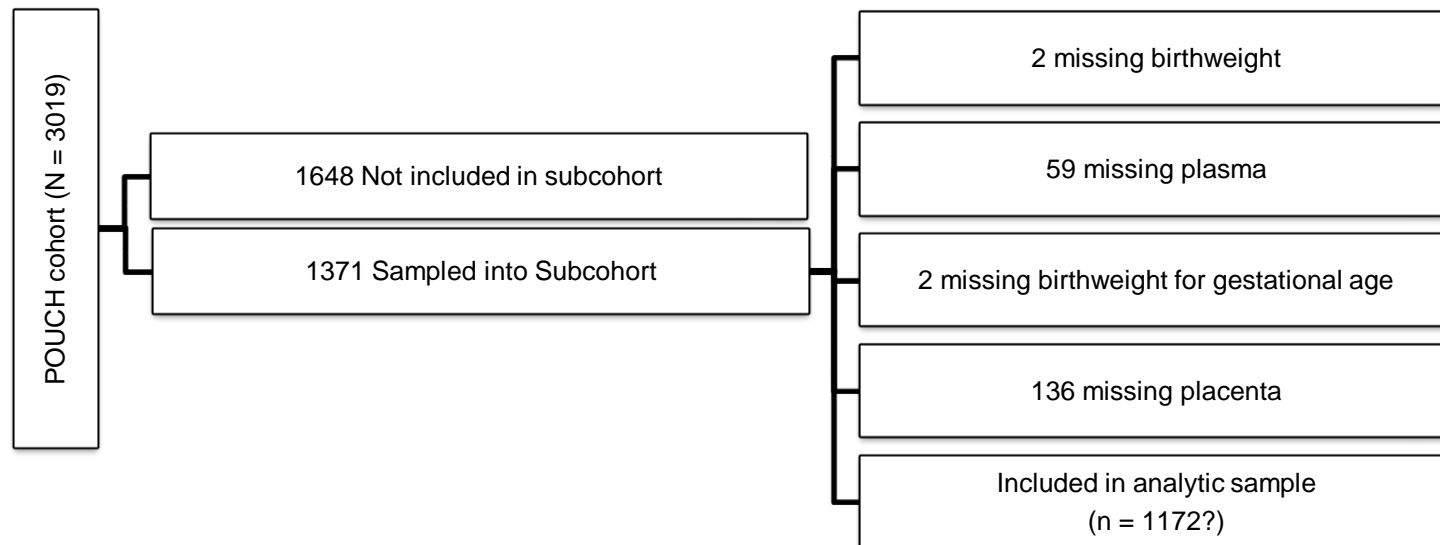 POUCH cohort (N = 3019)
1648 Not included in subcohort
1371 Sampled into Subcohort
2 missing birthweight
59 missing plasma
2 missing birthweight for gestational age
136 missing placenta
Included in analytic sample
(n = 1172?)